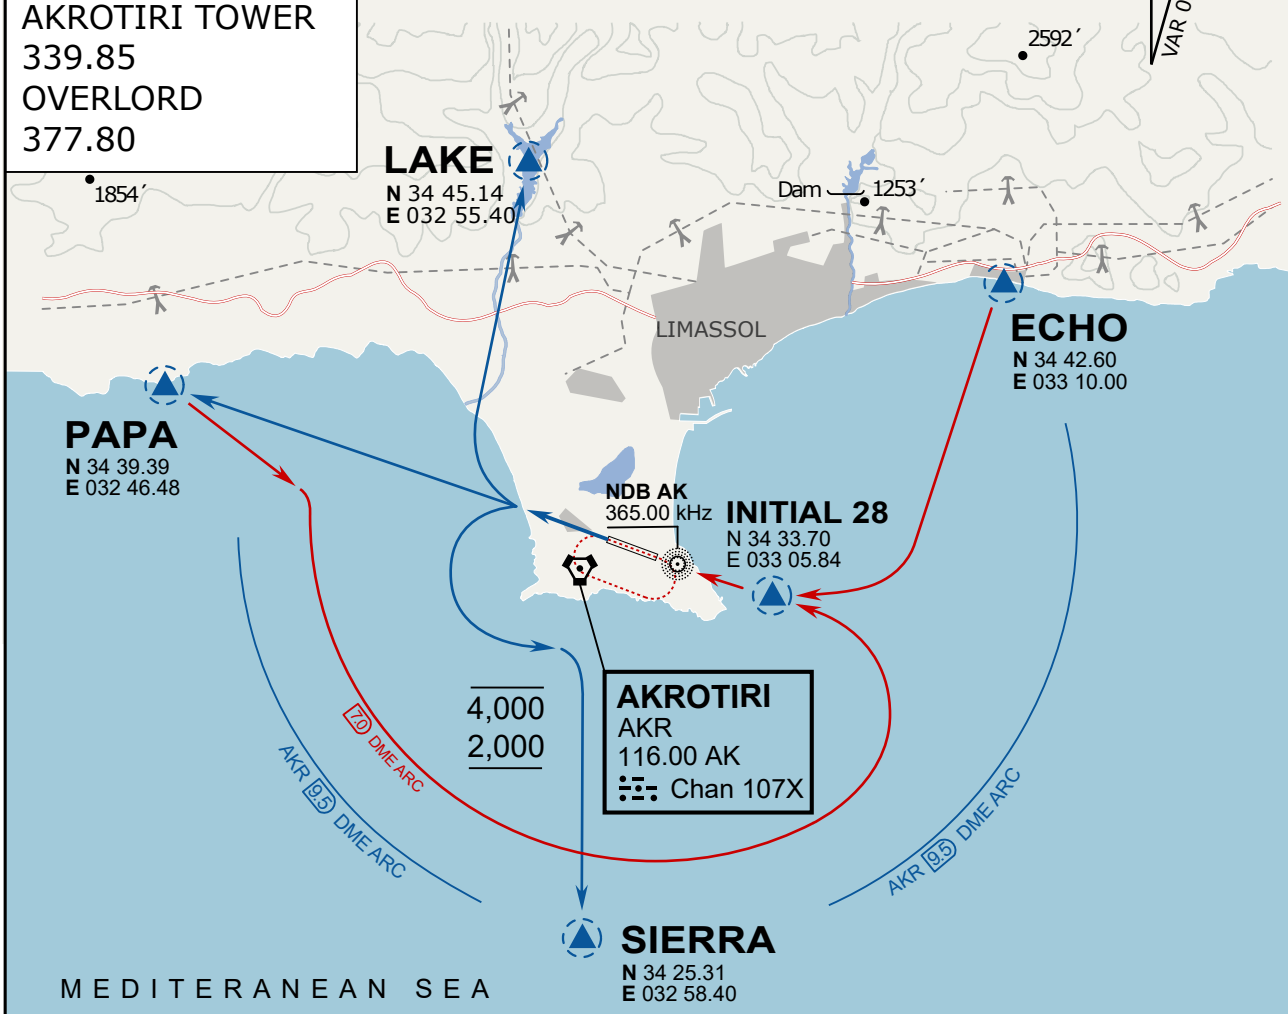 AKROTIRI TOWER
339.85
OVERLORD
377.80
VAR 0
2592´
1854´
LAKE
N 34 45.14
E 032 55.40
Dam
1253´
LIMASSOL
ECHO
N 34 42.60
E 033 10.00
PAPA
N 34 39.39
E 032 46.48
NDB AK
365.00 kHz
INITIAL 28
N 34 33.70
E 033 05.84
4,000
2,000
AKROTIRI
AKR
116.00 AK
Chan 107X
7.0 DME ARC
AKR 9.5 DME ARC
AKR 9.5 DME ARC
SIERRA
N 34 25.31
E 032 58.40
MEDITERANEAN SEA